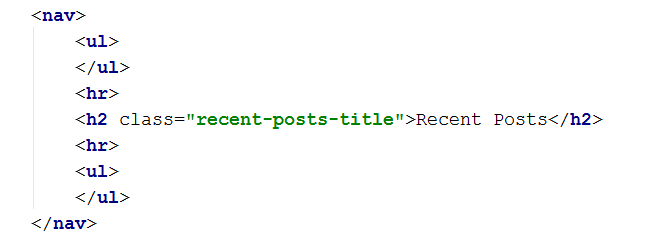 <nav>
<ul>
</ul>
<hr>
<h2 class="recent-posts-title">Recent Posts</h2>
<hr>
<ul>
</ul>
</nav>